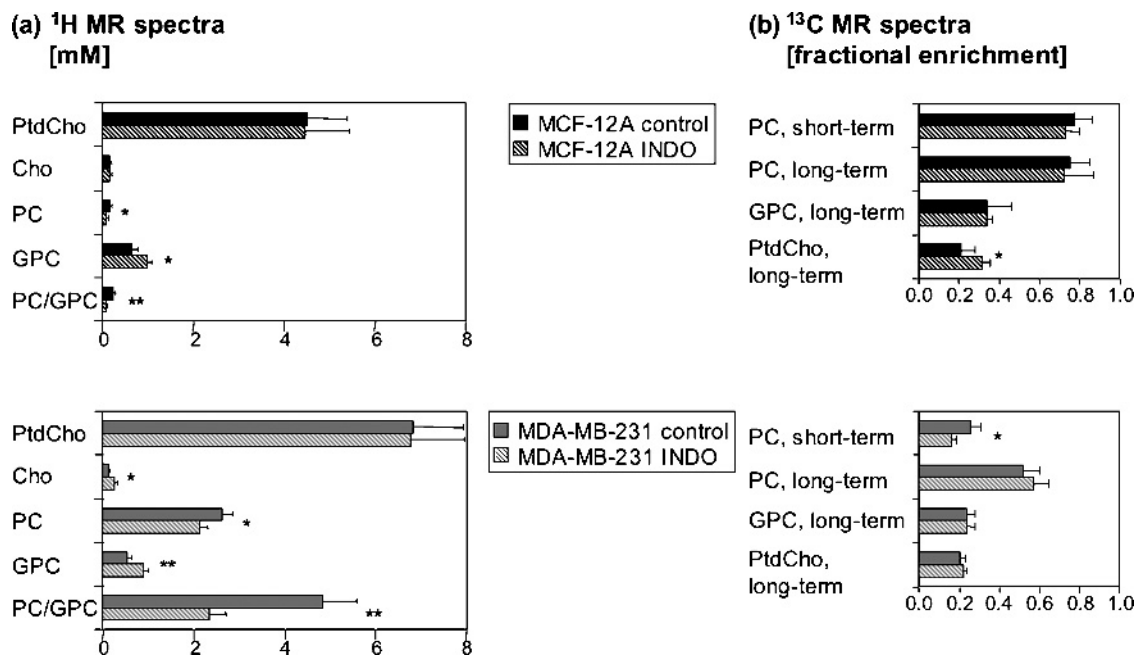 (a) ¹H MR spectra
[mM]
(b) ¹³C MR spectra
[fractional enrichment]
PtdCho
Cho
PC
*
GPC
*
PC/GPC
**
0
2
4
6
8
MCF-12A control
MCF-12A INDO
PC, short-term
PC, long-term
GPC, long-term
PtdCho,
long-term
*
0.0
0.2
0.4
0.6
0.8
1.0
PtdCho
Cho
*
PC
*
GPC
**
PC/GPC
**
0
2
4
6
8
MDA-MB-231 control
MDA-MB-231 INDO
PC, short-term
*
PC, long-term
GPC, long-term
PtdCho,
long-term
0.0
0.2
0.4
0.6
0.8
1.0